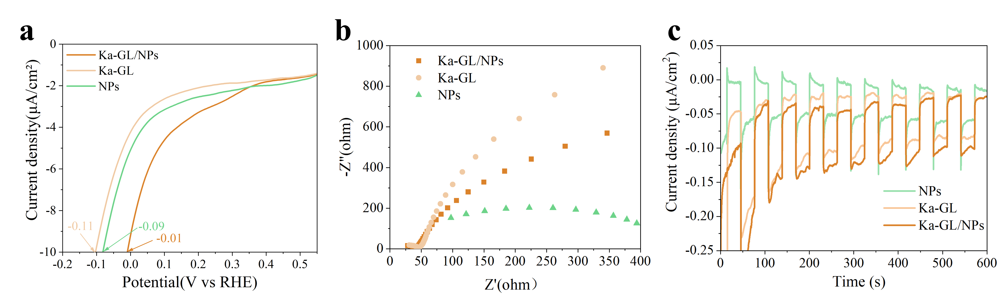 a
0
-2
-4
-6
-8
-10
Current density(μA/cm²)
Ka-GL/NPs
Ka-GL
NPs
-0.11
-0.09
-0.01
-0.2
-0.1
0.0
0.1
0.2
0.3
0.4
0.5
Potential(V vs RHE)
b
1000
800
600
400
200
0
-Z"(ohm)
Ka-GL/NPs
Ka-GL
NPs
0
50
100
150
200
250
300
350
400
Z'(ohm）
c
0.05
0.00
-0.05
-0.10
-0.15
-0.20
-0.25
Current density (μA/cm²)
NPs
Ka-GL
Ka-GL/NPs
0
100
200
300
400
500
600
Time (s)